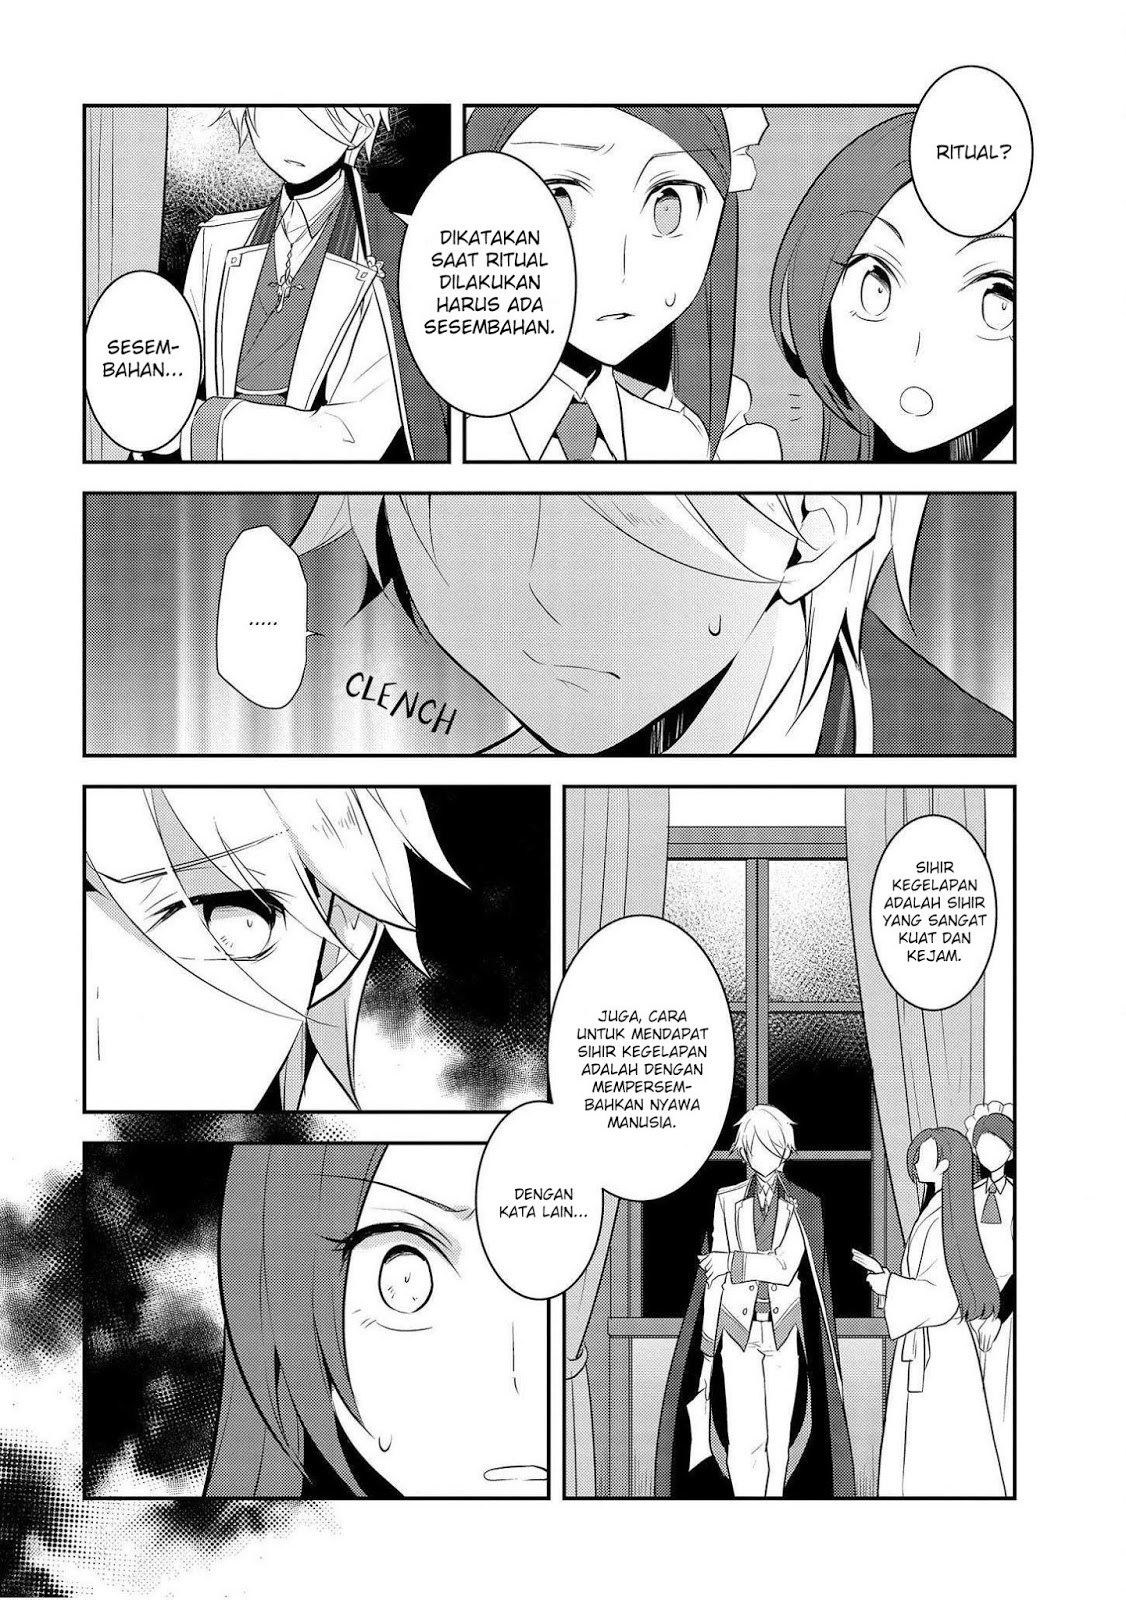 RITUAL?
DIKATAKAN
SAAT RITUAL
DILAKUKAN
HARUS ADA
SESEMBAHAN.
SESEM-
BAHAN...
.....
CLENCH
SIHIR
KEGELAPAN
ADALAH SIHIR
YANG SANGAT
KUAT DAN
KEJAM.
JUGA, CARA
UNTUK MENDAPAT
SIHIR KEGELAPAN
ADALAH DENGAN
MEMPERSEM-
BAHKAN NYAWA
MANUSIA.
DENGAN
KATA LAIN...